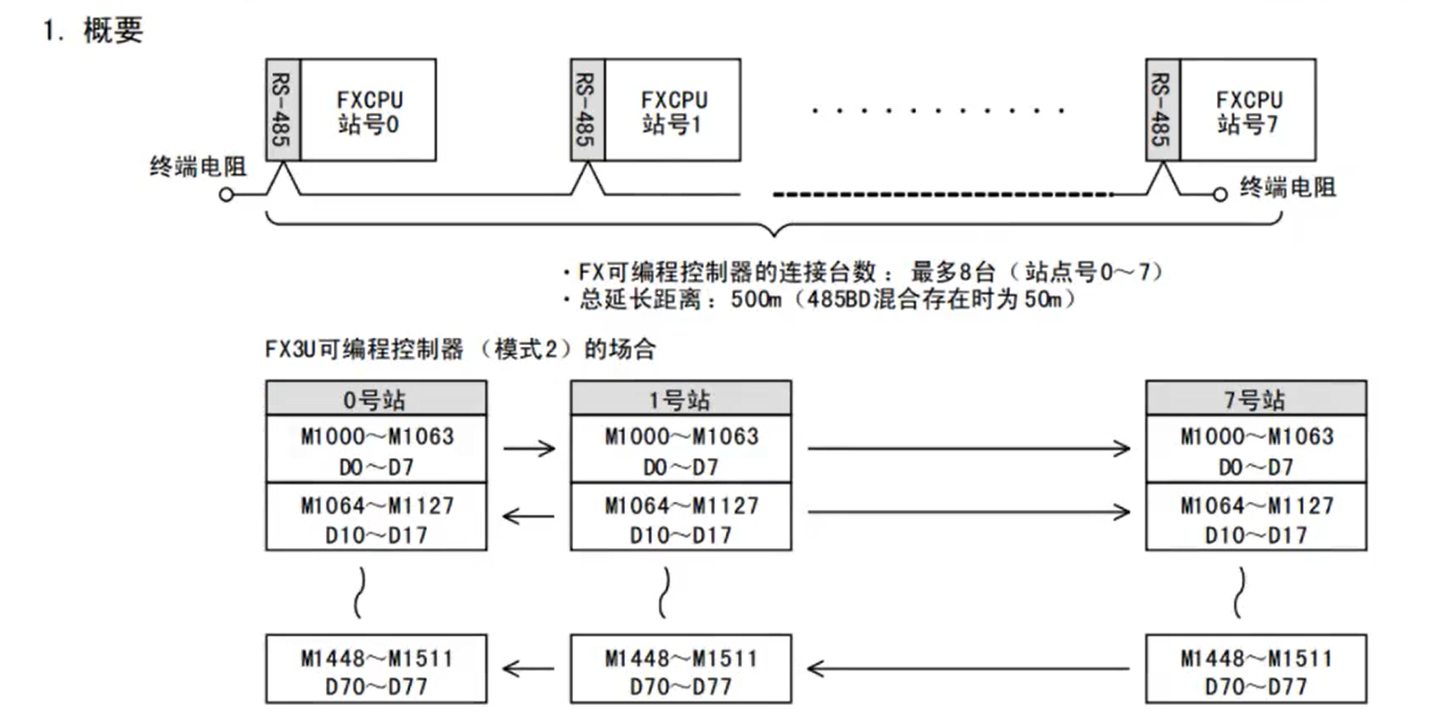 1. 概要
RS-485
FXCPU
站号0
RS-485
FXCPU
站号1
· · · · · · · · · · ·
RS-485
FXCPU
站号7
终端电阻
终端电阻
·FX可编程控制器的连接台数：最多8台（站点号0～7）
·总延长距离：500m（485BD混合存在时为 50m）
FX3U可编程控制器（模式2）的场合
0号站
1号站
7号站
M1000～M1063
D0～D7
M1000～M1063
D0～D7
M1000～M1063
D0～D7
M1064～M1127
D10～D17
M1064～M1127
D10～D17
M1064～M1127
D10～D17
M1448～M1511
D70～D77
M1448～M1511
D70～D77
M1448～M1511
D70～D77